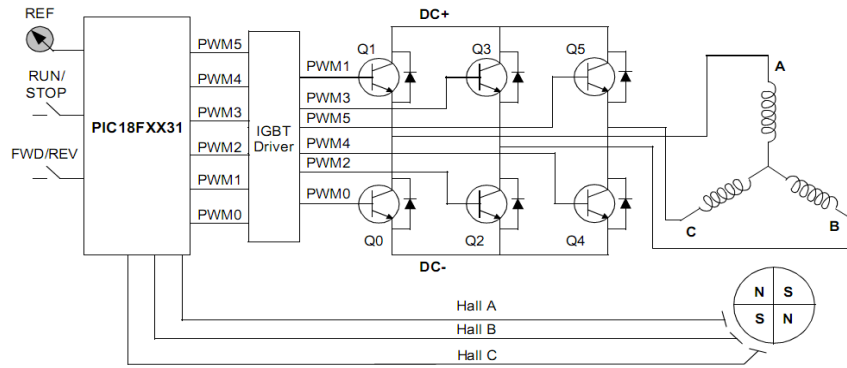 REF
RUN/
STOP
FWD/REV
PIC18FXX31
PWM5
PWM4
PWM3
PWM2
PWM1
PWM0
IGBT
Driver
PWM1
PWM3
PWM5
PWM4
PWM2
PWM0
DC+
Q1
Q3
Q5
Q0
Q2
Q4
DC-
A
C
B
N S
S N
Hall A
Hall B
Hall C